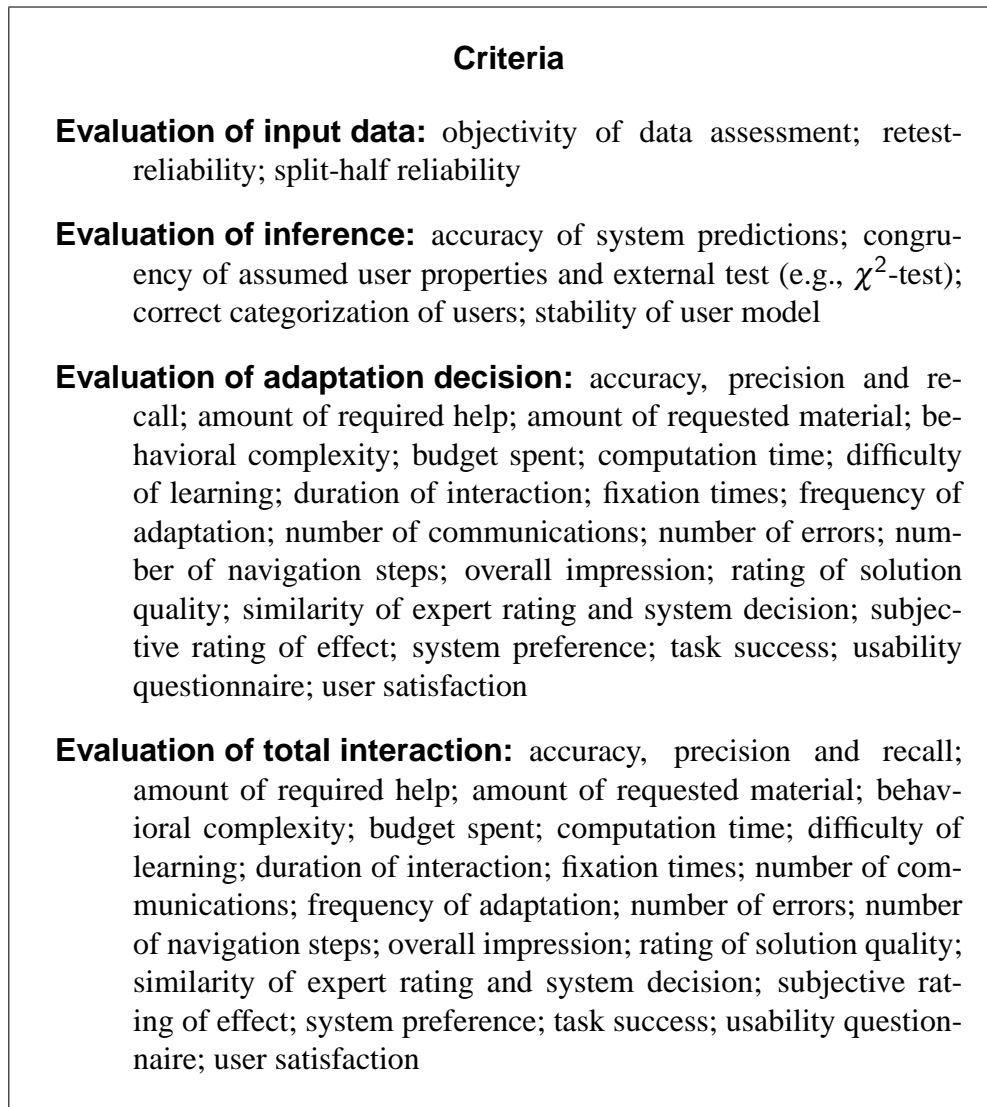 Criteria
Evaluation of input data: objectivity of data assessment; retest-
reliability; split-half reliability
Evaluation of inference: accuracy of system predictions; congru-
ency of assumed user properties and external test (e.g., χ²-test);
correct categorization of users; stability of user model
Evaluation of adaptation decision: accuracy, precision and re-
call; amount of required help; amount of requested material; be-
havioral complexity; budget spent; computation time; difficulty
of learning; duration of interaction; fixation times; frequency of
adaptation; number of communications; number of errors; num-
ber of navigation steps; overall impression; rating of solution
quality; similarity of expert rating and system decision; subjec-
tive rating of effect; system preference; task success; usability
questionnaire; user satisfaction
Evaluation of total interaction: accuracy, precision and recall;
amount of required help; amount of requested material; behav-
ioral complexity; budget spent; computation time; difficulty of
learning; duration of interaction; fixation times; number of com-
munications; frequency of adaptation; number of errors; number
of navigation steps; overall impression; rating of solution quality;
similarity of expert rating and system decision; subjective rat-
ing of effect; system preference; task success; usability question-
naire; user satisfaction